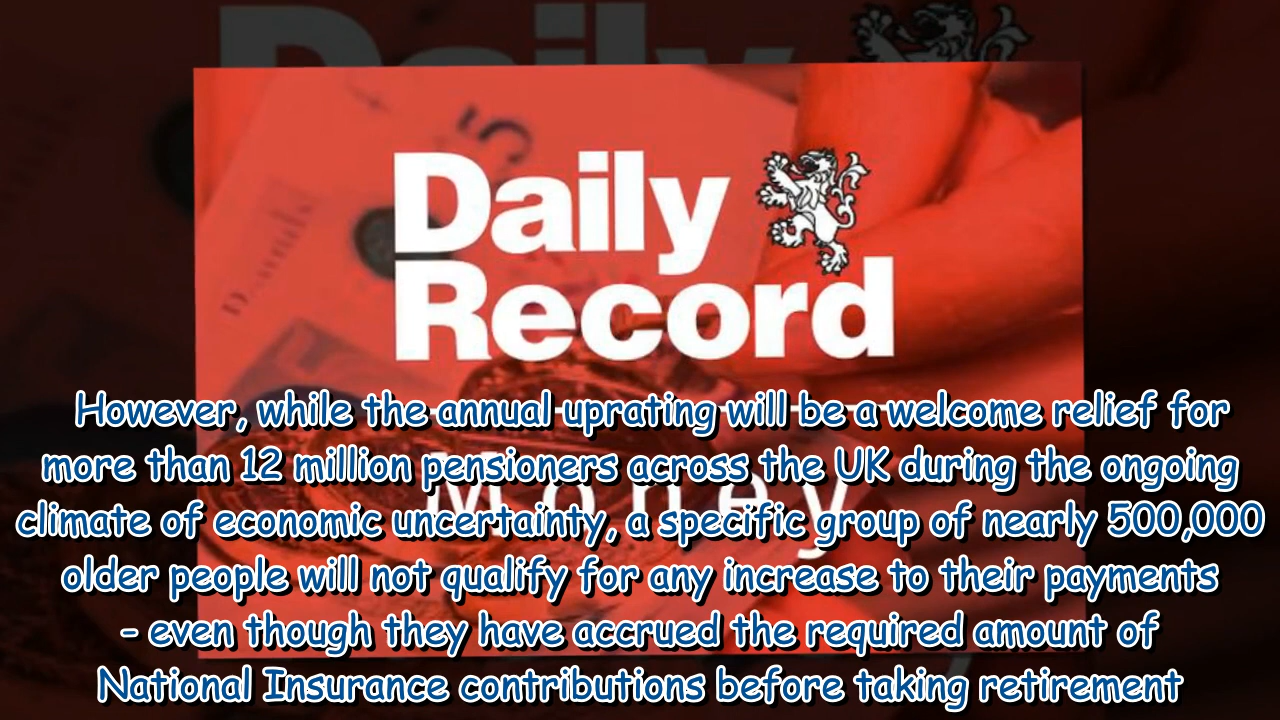 Daily
Daily
Record
Money
However, while the annual uprating will be a welcome relief for
more than 12 million pensioners across the UK during the ongoing
climate of economic uncertainty, a specific group of nearly 500,000
older people will not qualify for any increase to their payments
- even though they have accrued the required amount of
National Insurance contributions before taking retirement